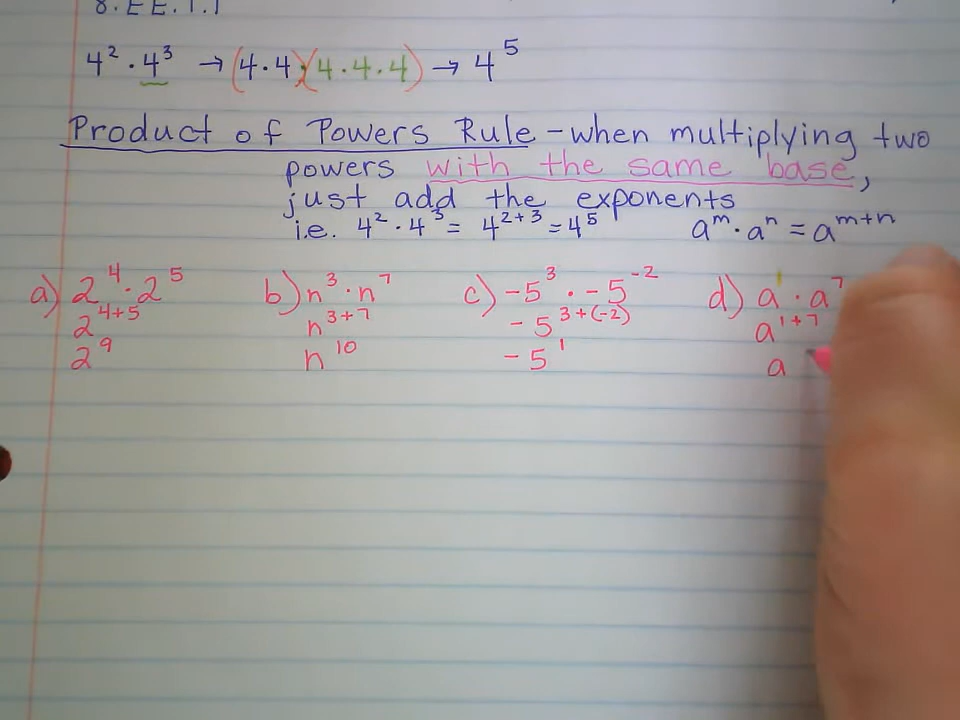 8.EE.1.1
4² · 4³ → (4·4)·(4·4·4) → 4⁵
Product of Powers Rule - when multiplying two
powers with the same base,
just add the exponents
i.e. 4² · 4³ = 4²⁺³ = 4⁵ aᵐ · aⁿ = aᵐ⁺ⁿ
a) 2⁴ · 2⁵
2⁴⁺⁵
2⁹
b) n³ · n⁷
n³⁺⁷
n¹⁰
c) -5³ · -5⁻²
-5³⁺⁽⁻²⁾
-5¹
d) a¹ · a⁷
a¹⁺⁷
a